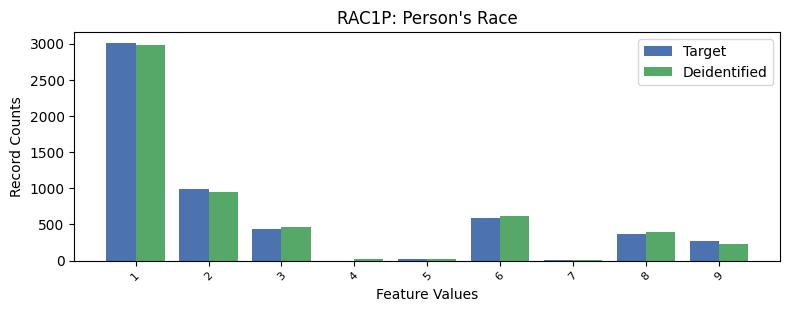 RAC1P: Person's Race
Record Counts
3000
2500
2000
1500
1000
500
0
Target
Deidentified
1 2 3 4 5 6 7 8 9
Feature Values